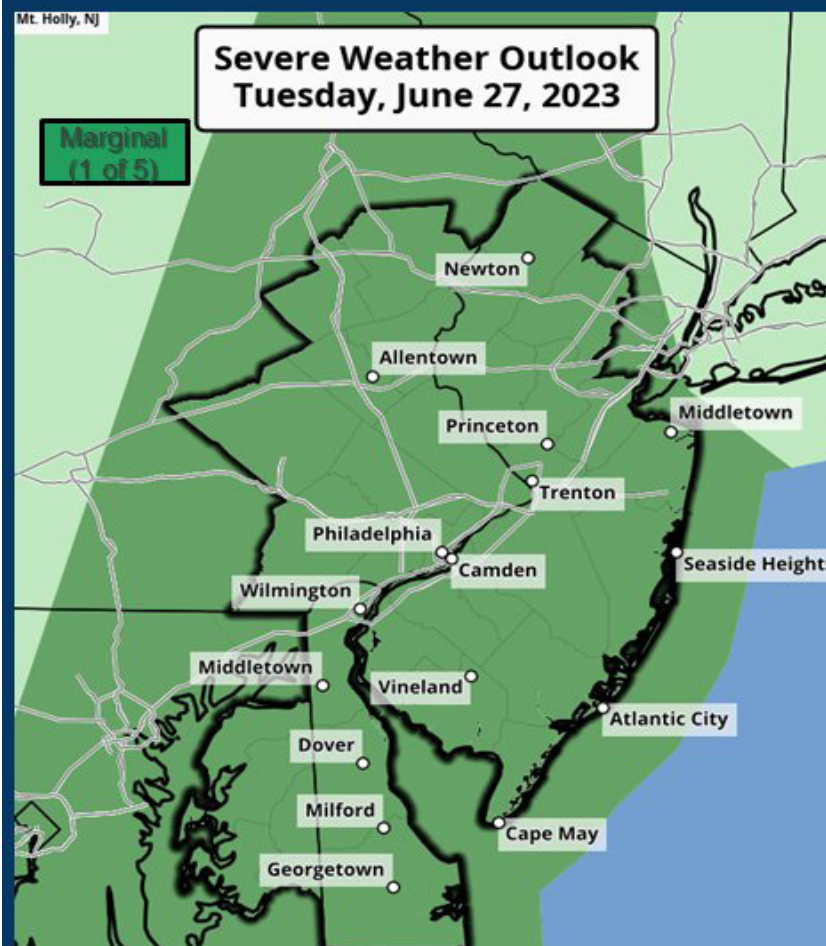 Mt. Holly, NJ
Severe Weather Outlook
Tuesday, June 27, 2023
Marginal
(1 of 5)
Newton
Allentown
Middletown
Princeton
Trenton
Philadelphia
Camden
Seaside Height
Wilmington
Middletown
Vineland
Atlantic City
Dover
Milford
Cape May
Georgetown